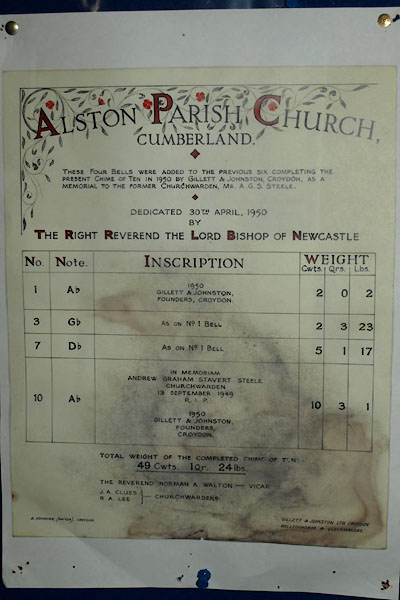 ALSTON PARISH CHURCH,
CUMBERLAND.
THESE FOUR BELLS WERE ADDED TO THE PREVIOUS SIX COMPLETING THE
PRESENT CHIME OF TEN IN 1950 BY GILLETT & JOHNSTON, CROYDON, AS A
MEMORIAL TO THE FORMER CHURCHWARDEN, MR. A.G.S. STEELE.
DEDICATED 30TH APRIL, 1950
BY
THE RIGHT REVEREND THE LORD BISHOP OF NEWCASTLE
No. NOTE. INSCRIPTION WEIGHT
CWTS. QRS. LBS.
1 A♭ 1950
GILLETT & JOHNSTON,
FOUNDERS, CROYDON. 2 0 2
3 G♭ AS ON No 1 BELL 2 3 23
7 D♭ AS ON No 1 BELL 5 1 17
10 A♭ IN MEMORIAM
ANDREW GRAHAM STAVERT STEELE
CHURCHWARDEN
13 SEPTEMBER 1949
R.I.P.
1950
GILLETT & JOHNSTON,
FOUNDERS,
CROYDON. 10 3 1
TOTAL WEIGHT OF THE COMPLETED CHIME OF TEN:
49 Cwts. 1qr. 24lbs.
THE REVEREND NORMAN A. WALTON — VICAR
J.A. CLUES
R.A. LEE } — CHURCHWARDENS
GILLETT & JOHNSTON LTD CROYDON
BELLFOUNDERS & CLOCKMAKERS